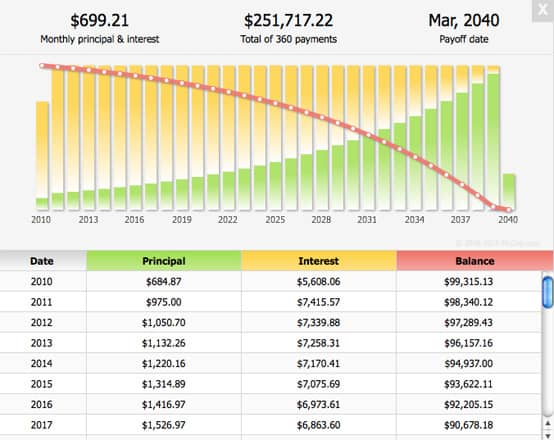 X
$699.21 $251,717.22 Mar, 2040
Monthly principal & interest Total of 360 payments Payoff date
2010 2013 2016 2019 2022 2025 2028 2031 2034 2037 2040
Date Principal Interest Balance
2010 $684.87 $5,608.06 $99,315.13
2011 $975.00 $7,415.57 $98,340.12
2012 $1,050.70 $7,339.88 $97,289.43
2013 $1,132.26 $7,258.31 $96,157.16
2014 $1,220.16 $7,170.41 $94,937.00
2015 $1,314.89 $7,075.69 $93,622.11
2016 $1,416.97 $6,973.61 $92,205.15
2017 $1,526.97 $6,863.60 $90,678.18